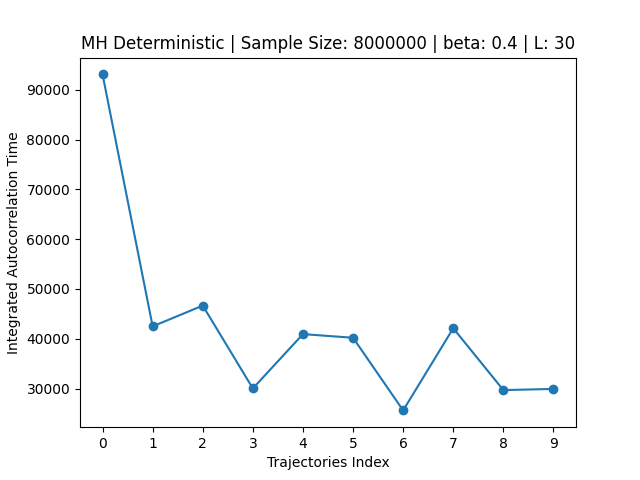 MH Deterministic | Sample Size: 8000000 | beta: 0.4 | L: 30
Integrated Autocorrelation Time
90000
80000
70000
60000
50000
40000
30000
0 1 2 3 4 5 6 7 8 9
Trajectories Index